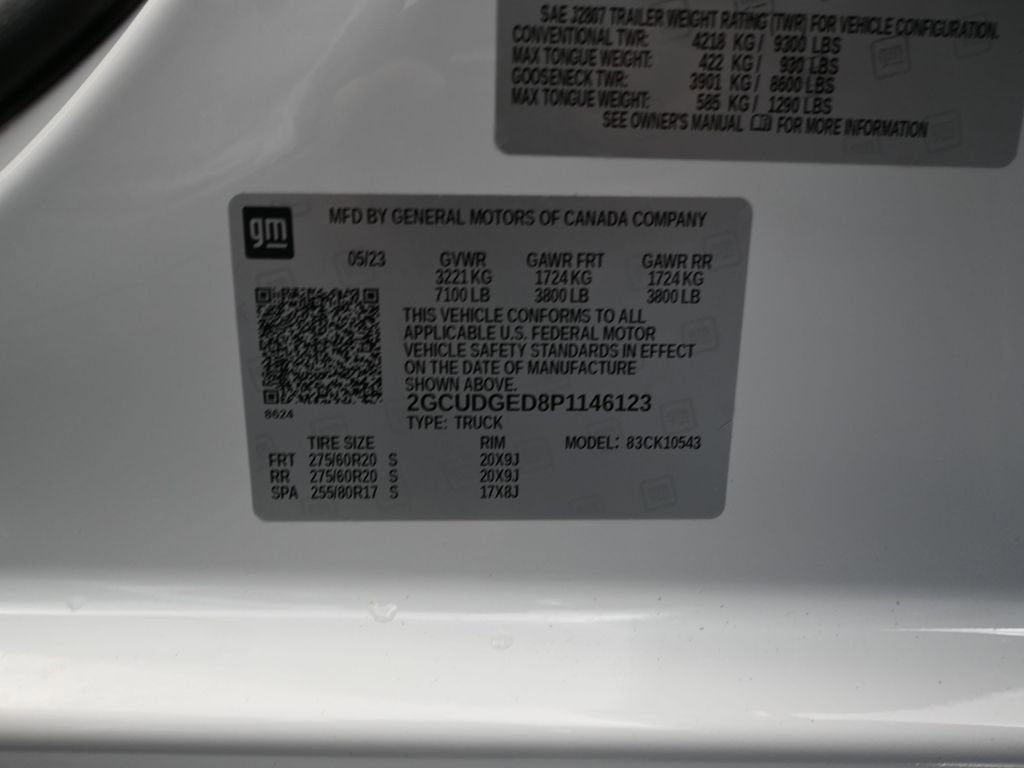 SAE J2807 TRAILER WEIGHT RATING (TWR) FOR VEHICLE CONFIGURATION.
CONVENTIONAL TWR: 4218 KG/ 9300 LBS
MAX TONGUE WEIGHT: 422 KG/ 930 LBS
GOOSENECK TWR: 3901 KG/ 8600 LBS
MAX TONGUE WEIGHT: 585 KG/ 1290 LBS
SEE OWNER'S MANUAL FOR MORE INFORMATION
gm
MFD BY GENERAL MOTORS OF CANADA COMPANY
05/23 GVWR GAWR FRT GAWR RR
3221 KG 1724 KG 1724 KG
7100 LB 3800 LB 3800 LB
THIS VEHICLE CONFORMS TO ALL
APPLICABLE U.S. FEDERAL MOTOR
VEHICLE SAFETY STANDARDS IN EFFECT
ON THE DATE OF MANUFACTURE
SHOWN ABOVE.
2GCUDGED8P1146123
8624
TYPE: TRUCK
TIRE SIZE RIM MODEL: 83CK10543
FRT 275/60R20 S 20X9J
RR 275/60R20 S 20X9J
SPA 255/80R17 S 17X8J